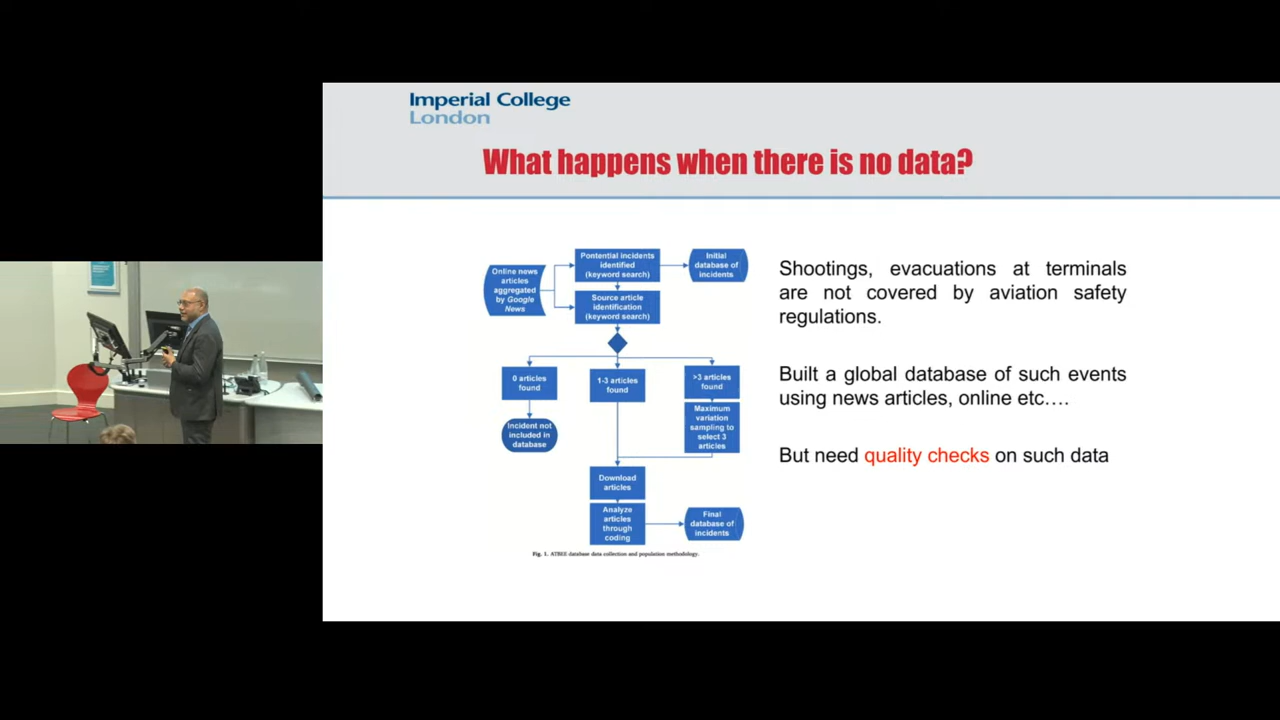 Imperial College
London
What happens when there is no data?
Online news
articles
aggregated
by Google
News
Pontential incidents
identified
(keyword search)
Initial
database of
incidents
Source article
identification
(keyword search)
0 articles
found
1-3 articles
found
>3 articles
found
Incident not
included in
database
Maximum
variation
sampling to
select 3
articles
Download
articles
Analyze
articles
through
coding
Final
database of
incidents
Fig. 1. ATBEE database data collection and population methodology.
Shootings, evacuations at terminals
are not covered by aviation safety
regulations.
Built a global database of such events
using news articles, online etc….
But need quality checks on such data